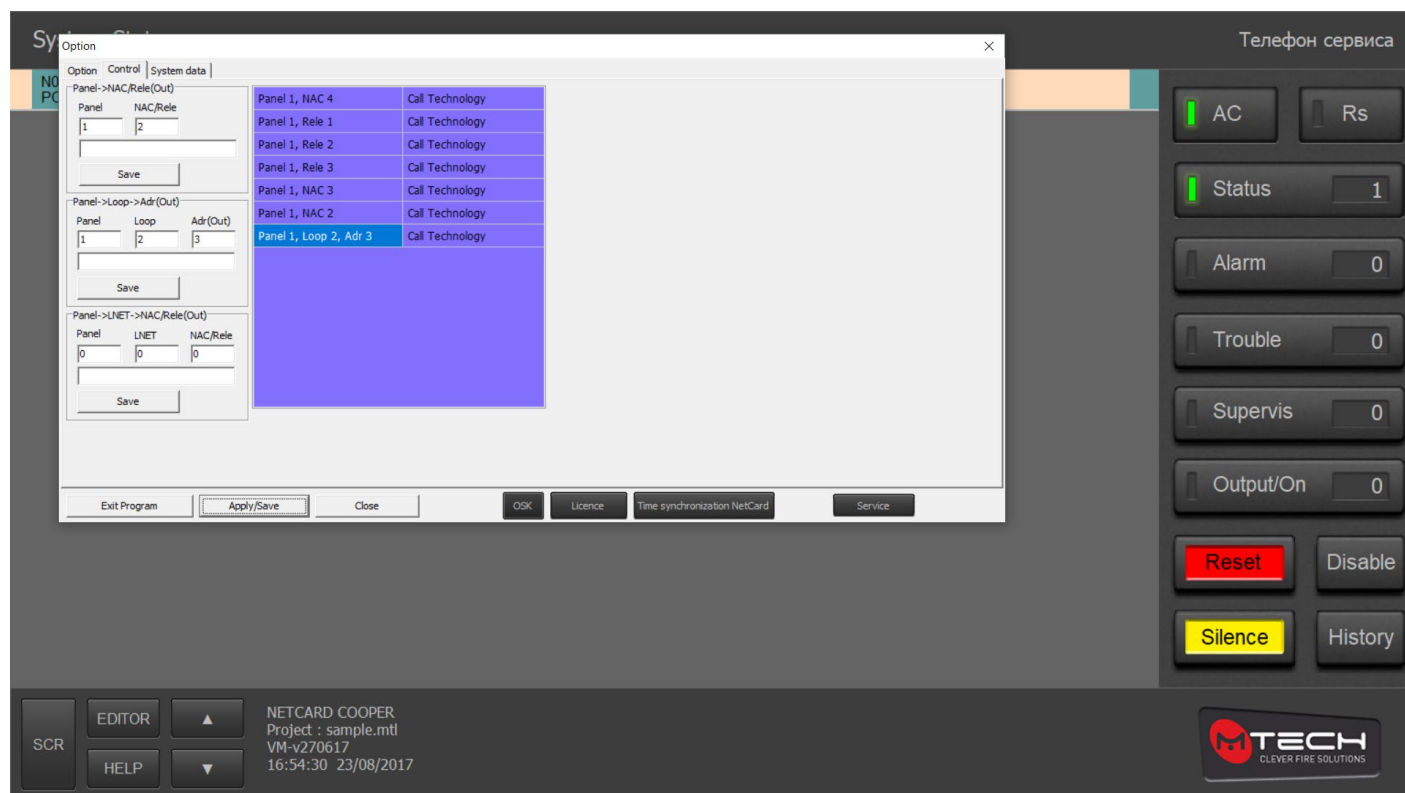 Телефон сервиса
Option
Option Control System data
Panel->NAC/Rele(Out)
Panel NAC/Rele
1 2
Save
Panel->Loop->Adr(Out)
Panel Loop Adr(Out)
1 2 3
Save
Panel->LNET->NAC/Rele(Out)
Panel LNET NAC/Rele
0 0 0
Save
Panel 1, NAC 4 Call Technology
Panel 1, Rele 1 Call Technology
Panel 1, Rele 2 Call Technology
Panel 1, Rele 3 Call Technology
Panel 1, NAC 3 Call Technology
Panel 1, NAC 2 Call Technology
Panel 1, Loop 2, Adr 3 Call Technology
Exit Program Apply/Save Close OSK Licence Time synchronization NetCard Service
AC Rs
Status 1
Alarm 0
Trouble 0
Supervis 0
Output/On 0
Reset Disable
Silence History
SCR
EDITOR ▲
HELP ▼
NETCARD COOPER
Project : sample.mtl
VM-v270617
16:54:30 23/08/2017
M TECH
CLEVER FIRE SOLUTIONS